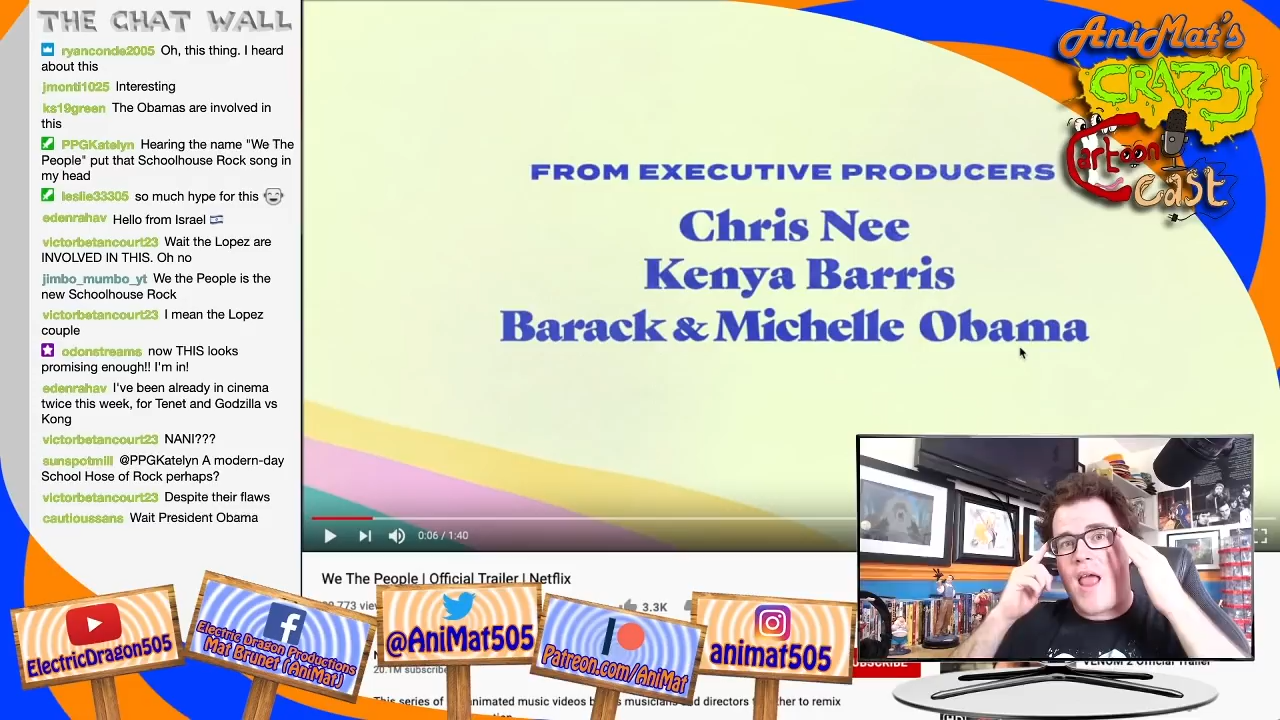 THE CHAT WALL
ryanconde2005 Oh, this thing. I heard
about this
jmonti1025 Interesting
ks19green The Obamas are involved in
this
PPGKatelyn Hearing the name "We The
People" put that Schoolhouse Rock song in
my head
leslie33305 so much hype for this
edenrahav Hello from Israel
victorbetancourt23 Wait the Lopez are
INVOLVED IN THIS. Oh no
jimbo_mumbo_yt We the People is the
new Schoolhouse Rock
victorbetancourt23 I mean the Lopez
couple
odonstreams now THIS looks
promising enough!! I'm in!
edenrahav I've been already in cinema
twice this week, for Tenet and Godzilla vs
Kong
victorbetancourt23 NANI???
sunspotmill @PPGKatelyn A modern-day
School Hose of Rock perhaps?
victorbetancourt23 Despite their flaws
cautioussans Wait President Obama
FROM EXECUTIVE PRODUCERS
Chris Nee
Kenya Barris
Barack & Michelle Obama
AniMat's
CRAZY
Cartoon
Cast
0:06 / 1:40
We The People | Official Trailer | Netflix
3.3K
ElectricDragon505
Electric Dragon Productions
Mat Brunet (AniMat)
@AniMat505
Patreon.com/AniMat
animat505
VENOM 2 Official Trailer